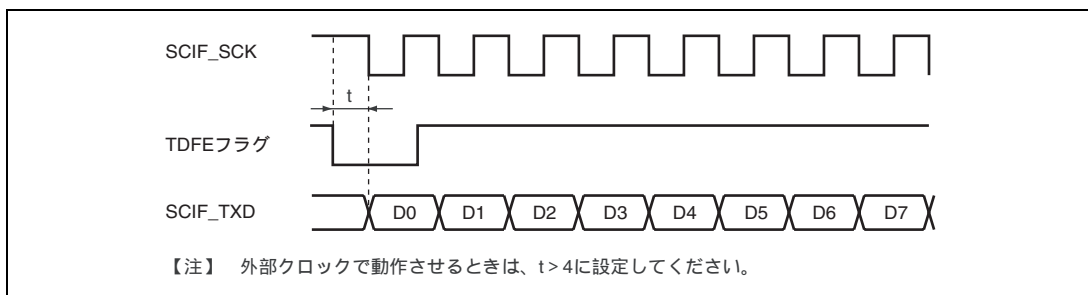 SCIF_SCK
t
TDFEフラグ
SCIF_TXD D0 D1 D2 D3 D4 D5 D6 D7
【注】 外部クロックで動作させるときは、t>4に設定してください。